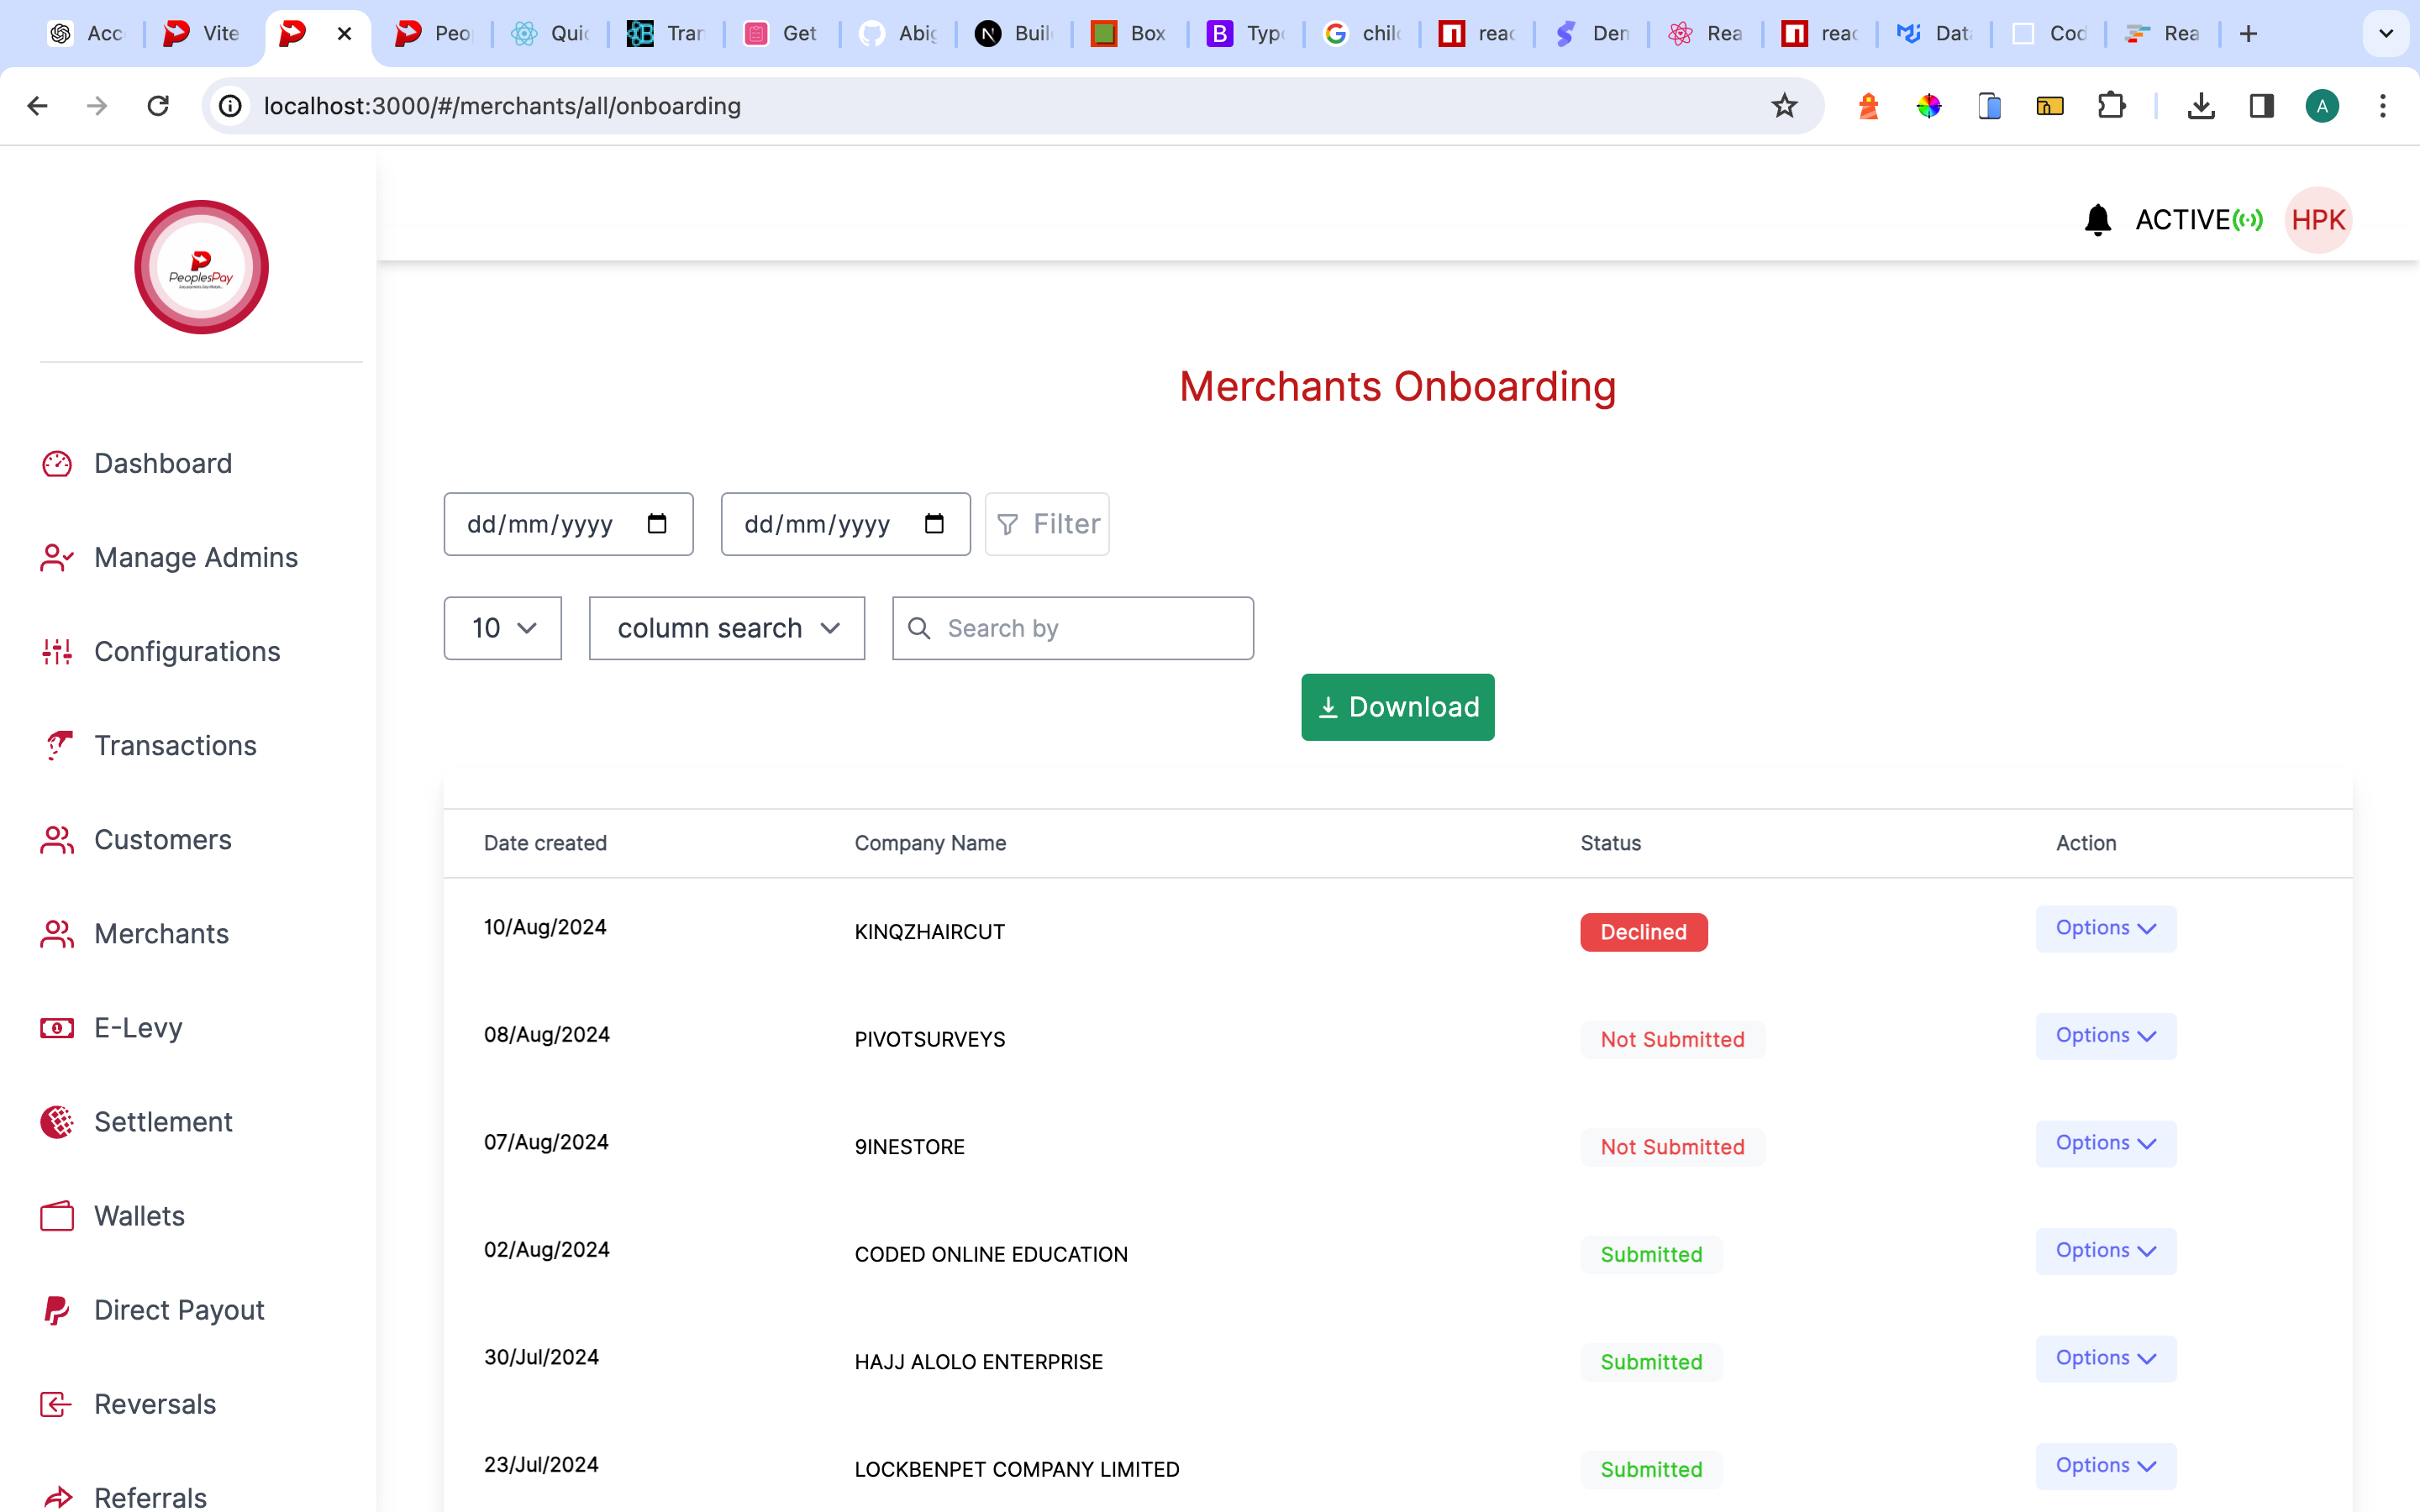 Acc Vite Peo Quic Tran Get Abig Buil Box Typo chil reac Den Rea reac Data Cod Rea
localhost:3000/#/merchants/all/onboarding
A
ACTIVE HPK
PeoplesPay
Merchants Onboarding
Dashboard
Manage Admins
Configurations
Transactions
Customers
Merchants
E-Levy
Settlement
Wallets
Direct Payout
Reversals
Referrals
dd/mm/yyyy dd/mm/yyyy Filter
10 column search Search by
Download
Date created Company Name Status Action
10/Aug/2024 KINQZHAIRCUT Declined Options
08/Aug/2024 PIVOTSURVEYS Not Submitted Options
07/Aug/2024 9INESTORE Not Submitted Options
02/Aug/2024 CODED ONLINE EDUCATION Submitted Options
30/Jul/2024 HAJJ ALOLO ENTERPRISE Submitted Options
23/Jul/2024 LOCKBENPET COMPANY LIMITED Submitted Options